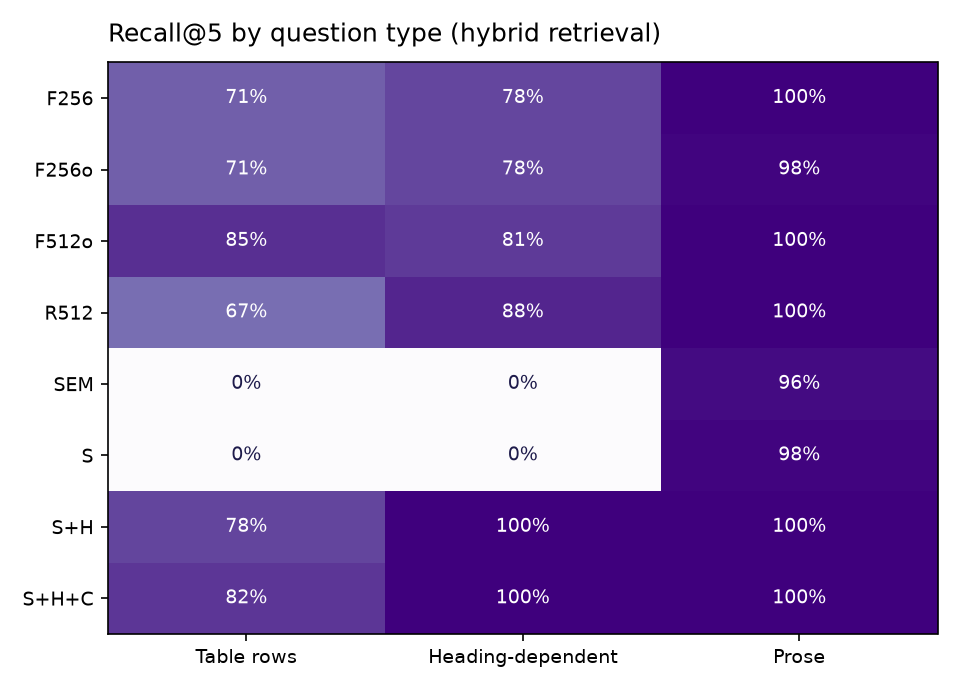 Recall@5 by question type (hybrid retrieval)
F256 71% 78% 100%
F256o 71% 78% 98%
F512o 85% 81% 100%
R512 67% 88% 100%
SEM 0% 0% 96%
S 0% 0% 98%
S+H 78% 100% 100%
S+H+C 82% 100% 100%
Table rows Heading-dependent Prose